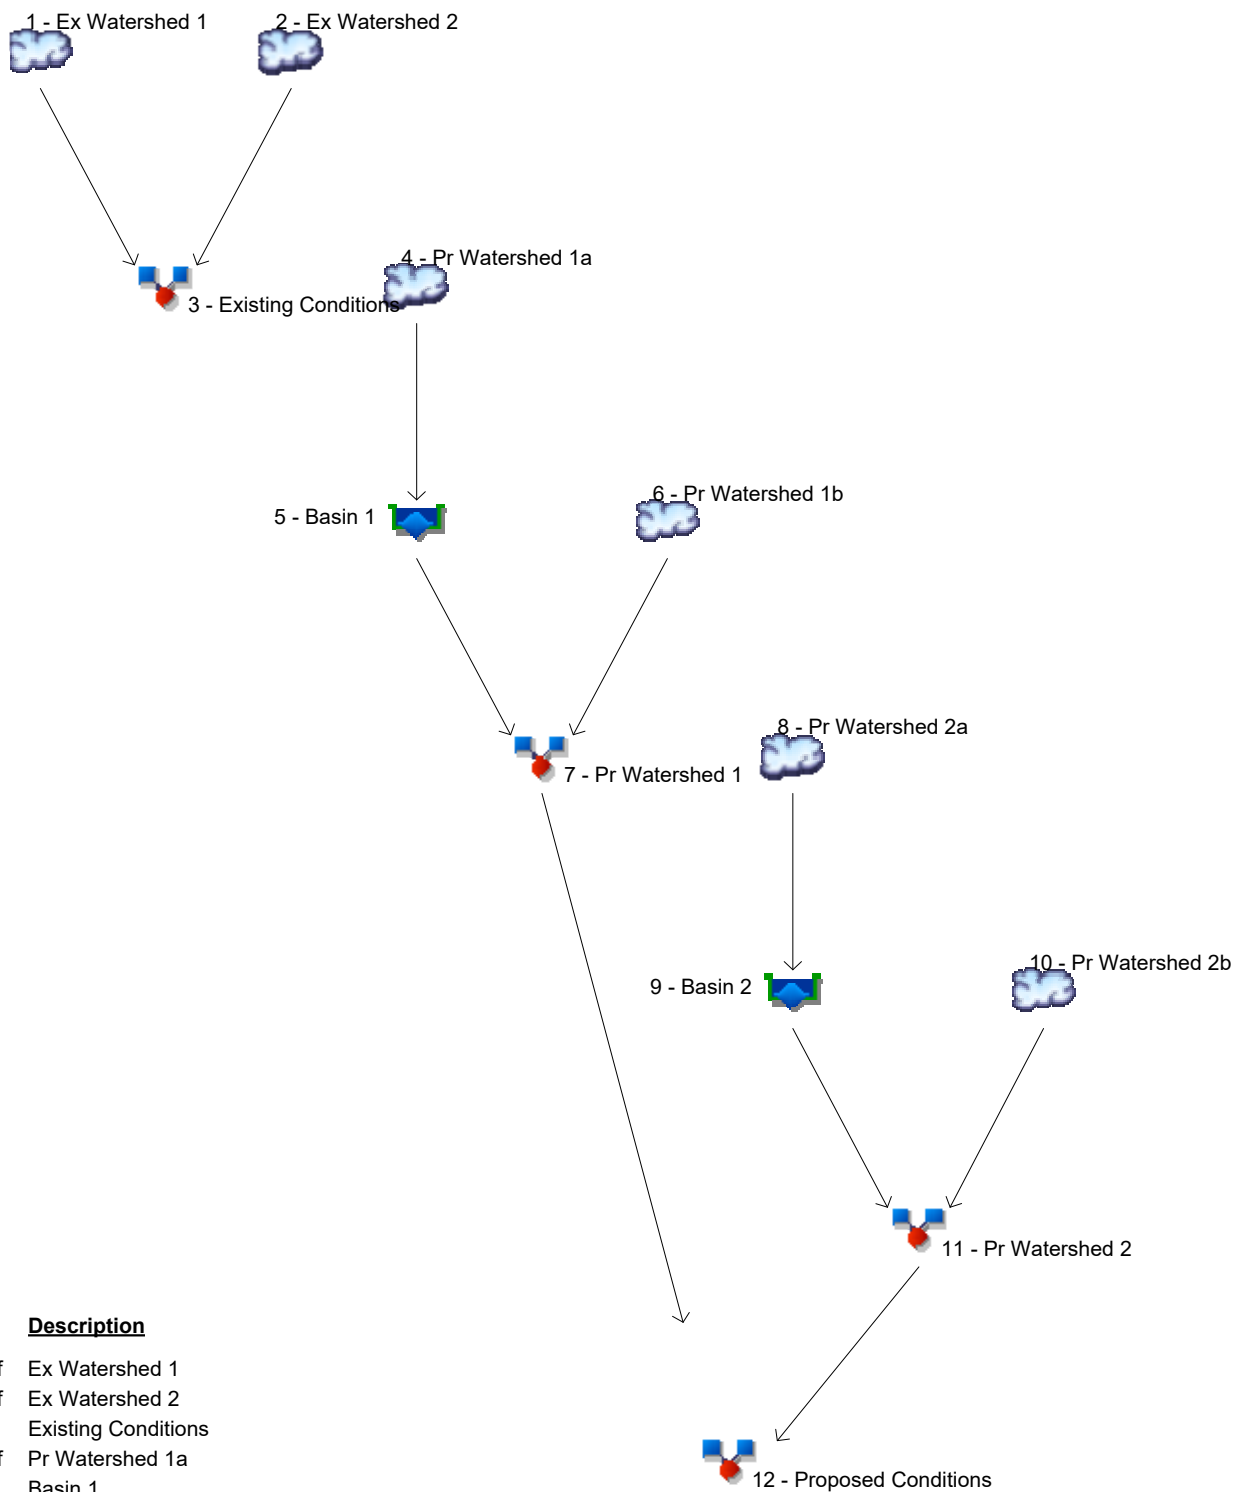 1 - Ex Watershed 1
2 - Ex Watershed 2
4 - Pr Watershed 1a
3 - Existing Conditions
6 - Pr Watershed 1b
5 - Basin 1
8 - Pr Watershed 2a
7 - Pr Watershed 1
10 - Pr Watershed 2b
9 - Basin 2
11 - Pr Watershed 2
Description
f Ex Watershed 1
f Ex Watershed 2
Existing Conditions
f Pr Watershed 1a
Basin 1
12 - Proposed Conditions